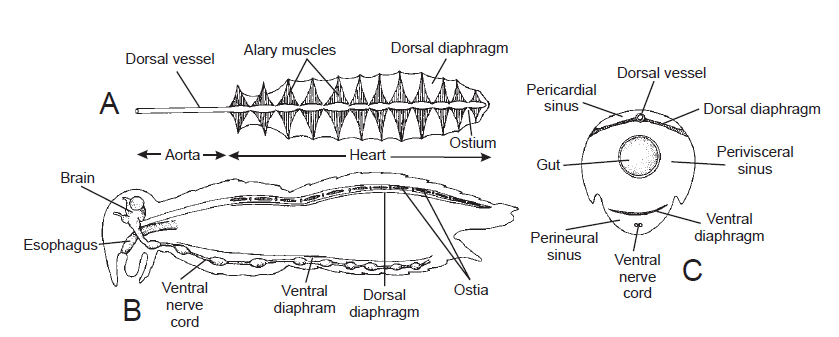 Dorsal vessel
Alary muscles
Dorsal diaphragm
A
Ostium
Aorta
Heart
Brain
Esophagus
B
Ventral
nerve
cord
Ventral
diaphram
Dorsal
diaphragm
Ostia
Dorsal vessel
Pericardial
sinus
Dorsal diaphragm
Gut
Perivisceral
sinus
Perineural
sinus
Ventral
diaphragm
Ventral
nerve
cord
C